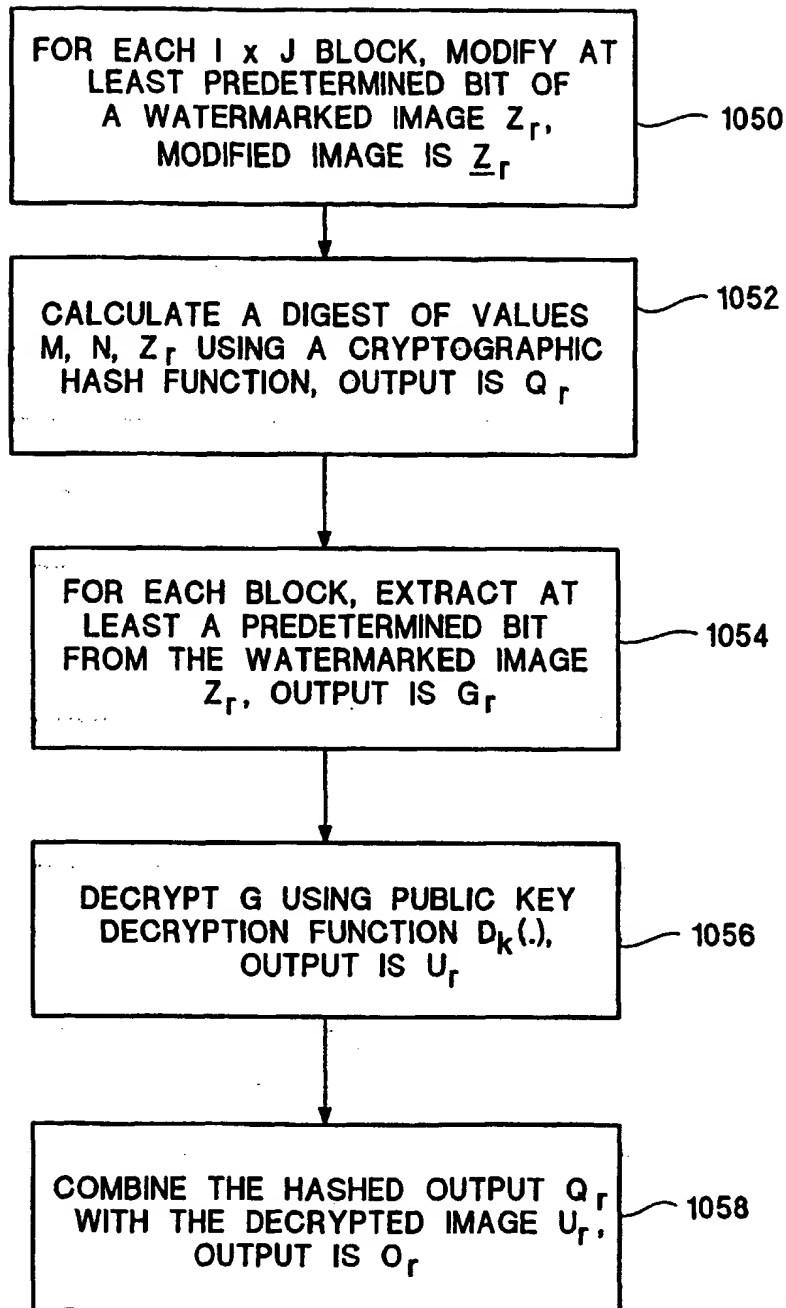 FOR EACH I x J BLOCK, MODIFY AT
LEAST PREDETERMINED BIT OF
A WATERMARKED IMAGE Zr,
MODIFIED IMAGE IS Zr
1050
CALCULATE A DIGEST OF VALUES
M, N, Zr USING A CRYPTOGRAPHIC
HASH FUNCTION, OUTPUT IS Qr
1052
FOR EACH BLOCK, EXTRACT AT
LEAST A PREDETERMINED BIT
FROM THE WATERMARKED IMAGE
Zr, OUTPUT IS Gr
1054
DECRYPT G USING PUBLIC KEY
DECRYPTION FUNCTION Dk(.),
OUTPUT IS Ur
1056
COMBINE THE HASHED OUTPUT Qr
WITH THE DECRYPTED IMAGE Ur,
OUTPUT IS Or
1058